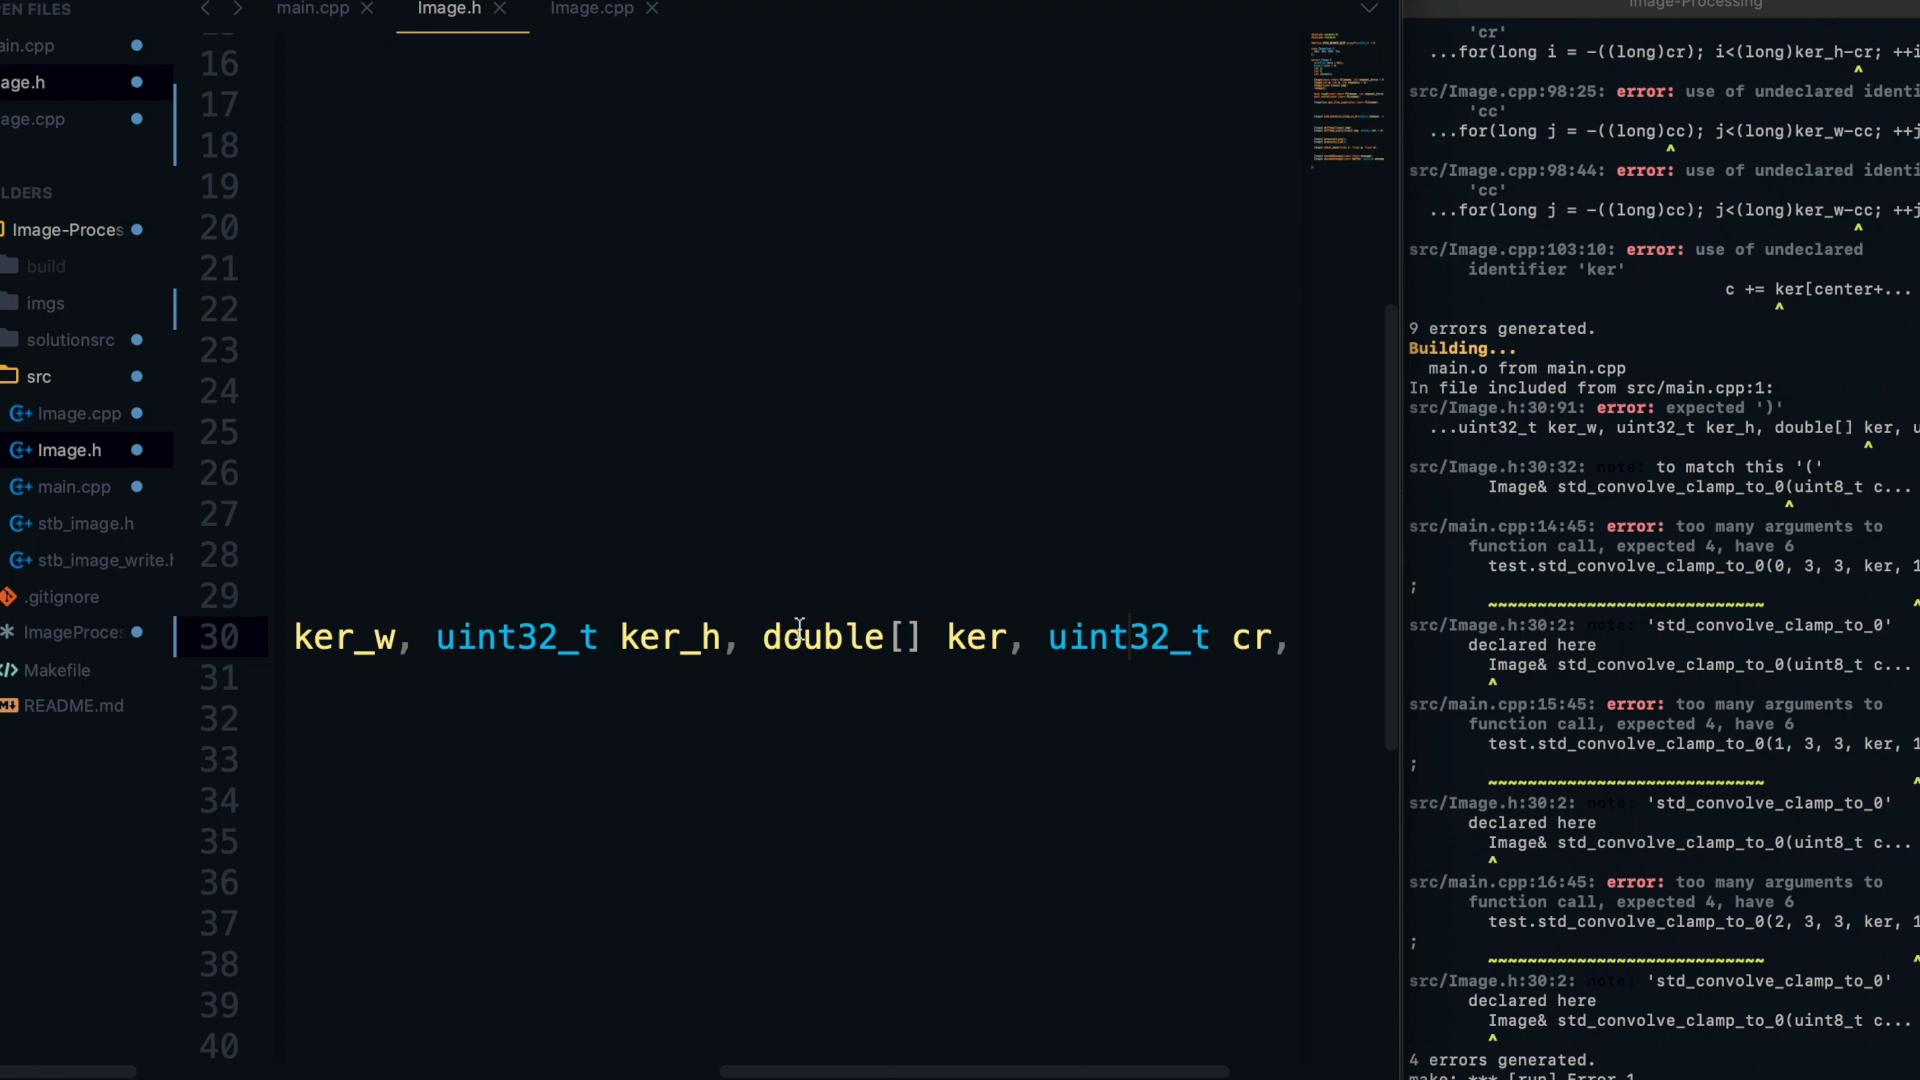 PEN FILES
ain.cpp
age.h
age.cpp
LDERS
Image-Proces
build
imgs
solutionsrc
src
Image.cpp
Image.h
main.cpp
stb_image.h
stb_image_write.h
.gitignore
ImageProces
Makefile
README.md
main.cpp
Image.h
Image.cpp
16
17
18
19
20
21
22
23
24
25
26
27
28
29
30 ker_w, uint32_t ker_h, double[] ker, uint32_t cr,
31
32
33
34
35
36
37
38
39
40
Image-Processing
'cr'
...for(long i = -((long)cr); i<(long)ker_h-cr; ++i
^
src/Image.cpp:98:25: error: use of undeclared identi
'cc'
...for(long j = -((long)cc); j<(long)ker_w-cc; ++j
^
src/Image.cpp:98:44: error: use of undeclared identi
'cc'
...for(long j = -((long)cc); j<(long)ker_w-cc; ++j
^
src/Image.cpp:103:10: error: use of undeclared
identifier 'ker'
c += ker[center+...
^
9 errors generated.
Building...
main.o from main.cpp
In file included from src/main.cpp:1:
src/Image.h:30:91: error: expected ')'
...uint32_t ker_w, uint32_t ker_h, double[] ker, u
^
src/Image.h:30:32: note: to match this '('
Image& std_convolve_clamp_to_0(uint8_t c...
^
src/main.cpp:14:45: error: too many arguments to
function call, expected 4, have 6
test.std_convolve_clamp_to_0(0, 3, 3, ker, 1
;
~~~~~~~~~~~~~~~~~~~~~~~~~~~~ ^
src/Image.h:30:2: note: 'std_convolve_clamp_to_0'
declared here
Image& std_convolve_clamp_to_0(uint8_t c...
^
src/main.cpp:15:45: error: too many arguments to
function call, expected 4, have 6
test.std_convolve_clamp_to_0(1, 3, 3, ker, 1
;
~~~~~~~~~~~~~~~~~~~~~~~~~~~~ ^
src/Image.h:30:2: note: 'std_convolve_clamp_to_0'
declared here
Image& std_convolve_clamp_to_0(uint8_t c...
^
src/main.cpp:16:45: error: too many arguments to
function call, expected 4, have 6
test.std_convolve_clamp_to_0(2, 3, 3, ker, 1
;
~~~~~~~~~~~~~~~~~~~~~~~~~~~~ ^
src/Image.h:30:2: note: 'std_convolve_clamp_to_0'
declared here
Image& std_convolve_clamp_to_0(uint8_t c...
^
4 errors generated.
make: *** [run] Error 1